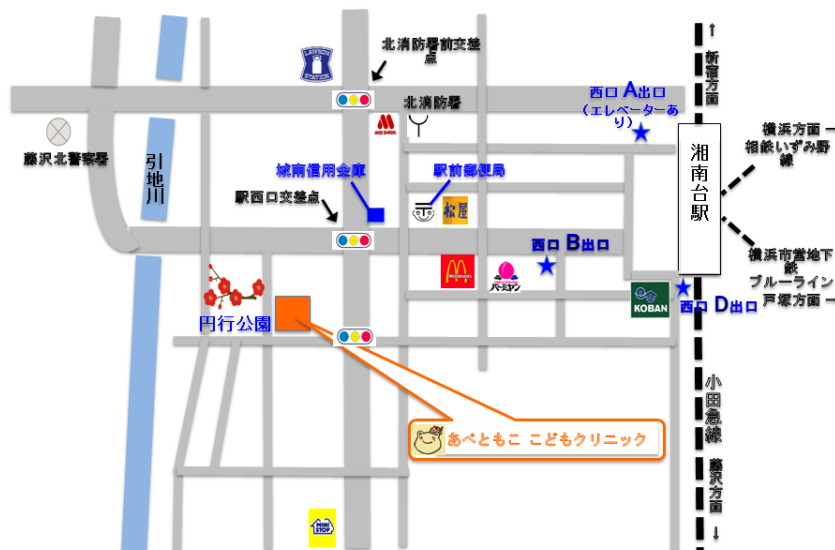 LAWSON
STATION
北消防署前交差
点
北消防署
西口 A出口
（エレベーターあ
り）
↑
新宿方面
横浜方面 →
相鉄いずみ野
線
藤沢北警察署
引地川
城南信用金庫
駅前郵便局
湘南台駅
駅西口交差点
松屋
西口 B出口
横浜市営地下
鉄
ブルーライン
戸塚方面 →
バーミヤン
KOBAN
西口 D出口
円行公園
小田急線
あべともこ こどもクリニック
藤沢方面
↓
MINI
STOP